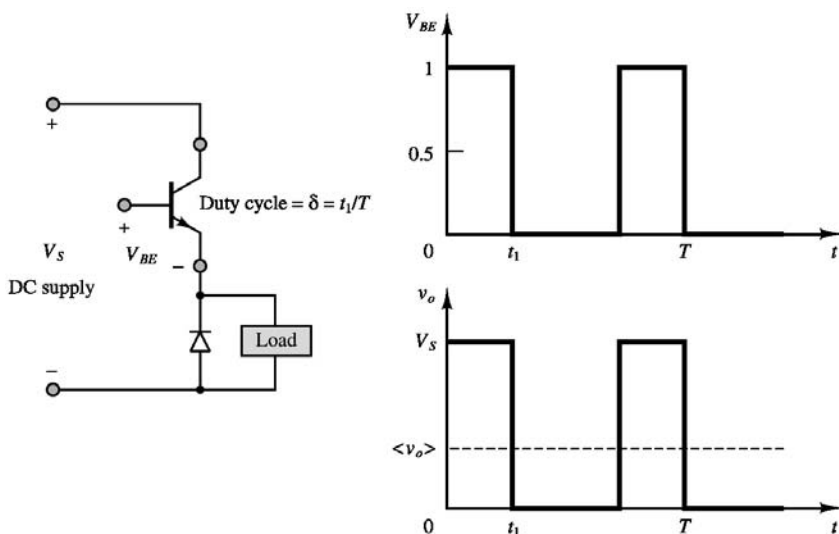 +
Duty cycle = δ = t₁/T
+
V_S
V_BE
−
DC supply
Load
−
V_BE
1
0.5
0
t₁
T
t
v_o
V_S
<v_o>
0
t₁
T
t